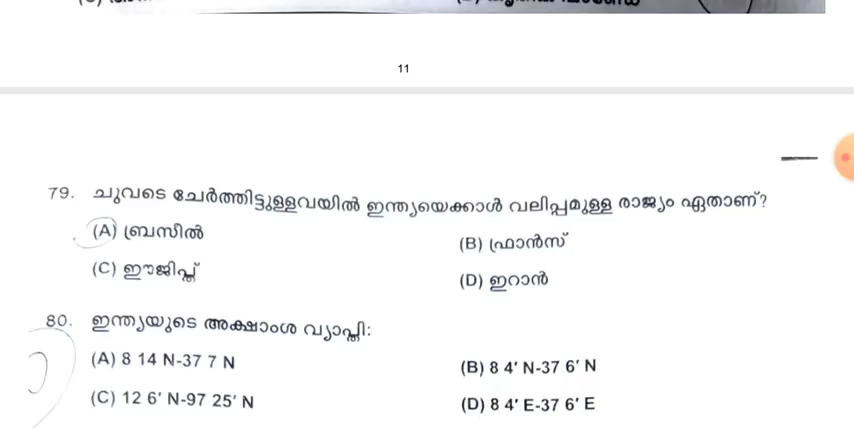 11
79. ചുവടെ ചേർത്തിട്ടുള്ളവയിൽ ഇന്ത്യയെക്കാൾ വലിപ്പമുള്ള രാജ്യം ഏതാണ്?
(A) ബ്രസീൽ (B) ഫ്രാൻസ്
(C) ഈജിപ്ത് (D) ഇറാൻ
80. ഇന്ത്യയുടെ അക്ഷാംശ വ്യാപ്തി:
(A) 8 14 N-37 7 N (B) 8 4′ N-37 6′ N
(C) 12 6′ N-97 25′ N (D) 8 4′ E-37 6′ E